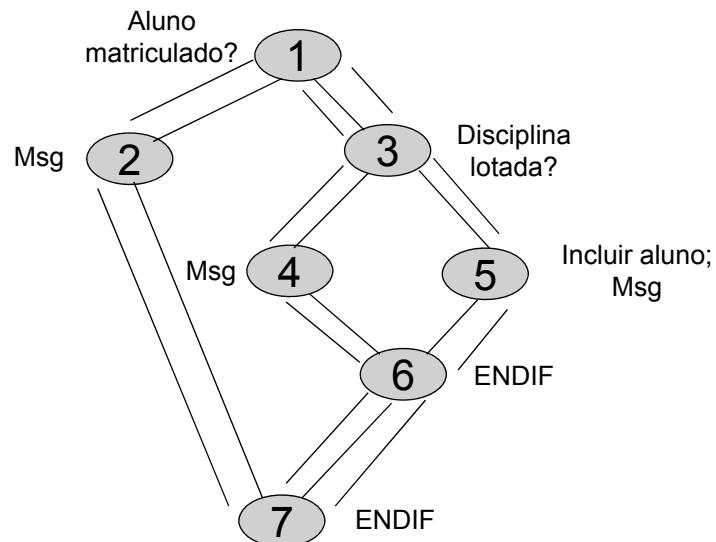 Aluno
matriculado?
1
Msg
2
3
Disciplina
lotada?
Msg
4
5
Incluir aluno;
Msg
6
ENDIF
7
ENDIF